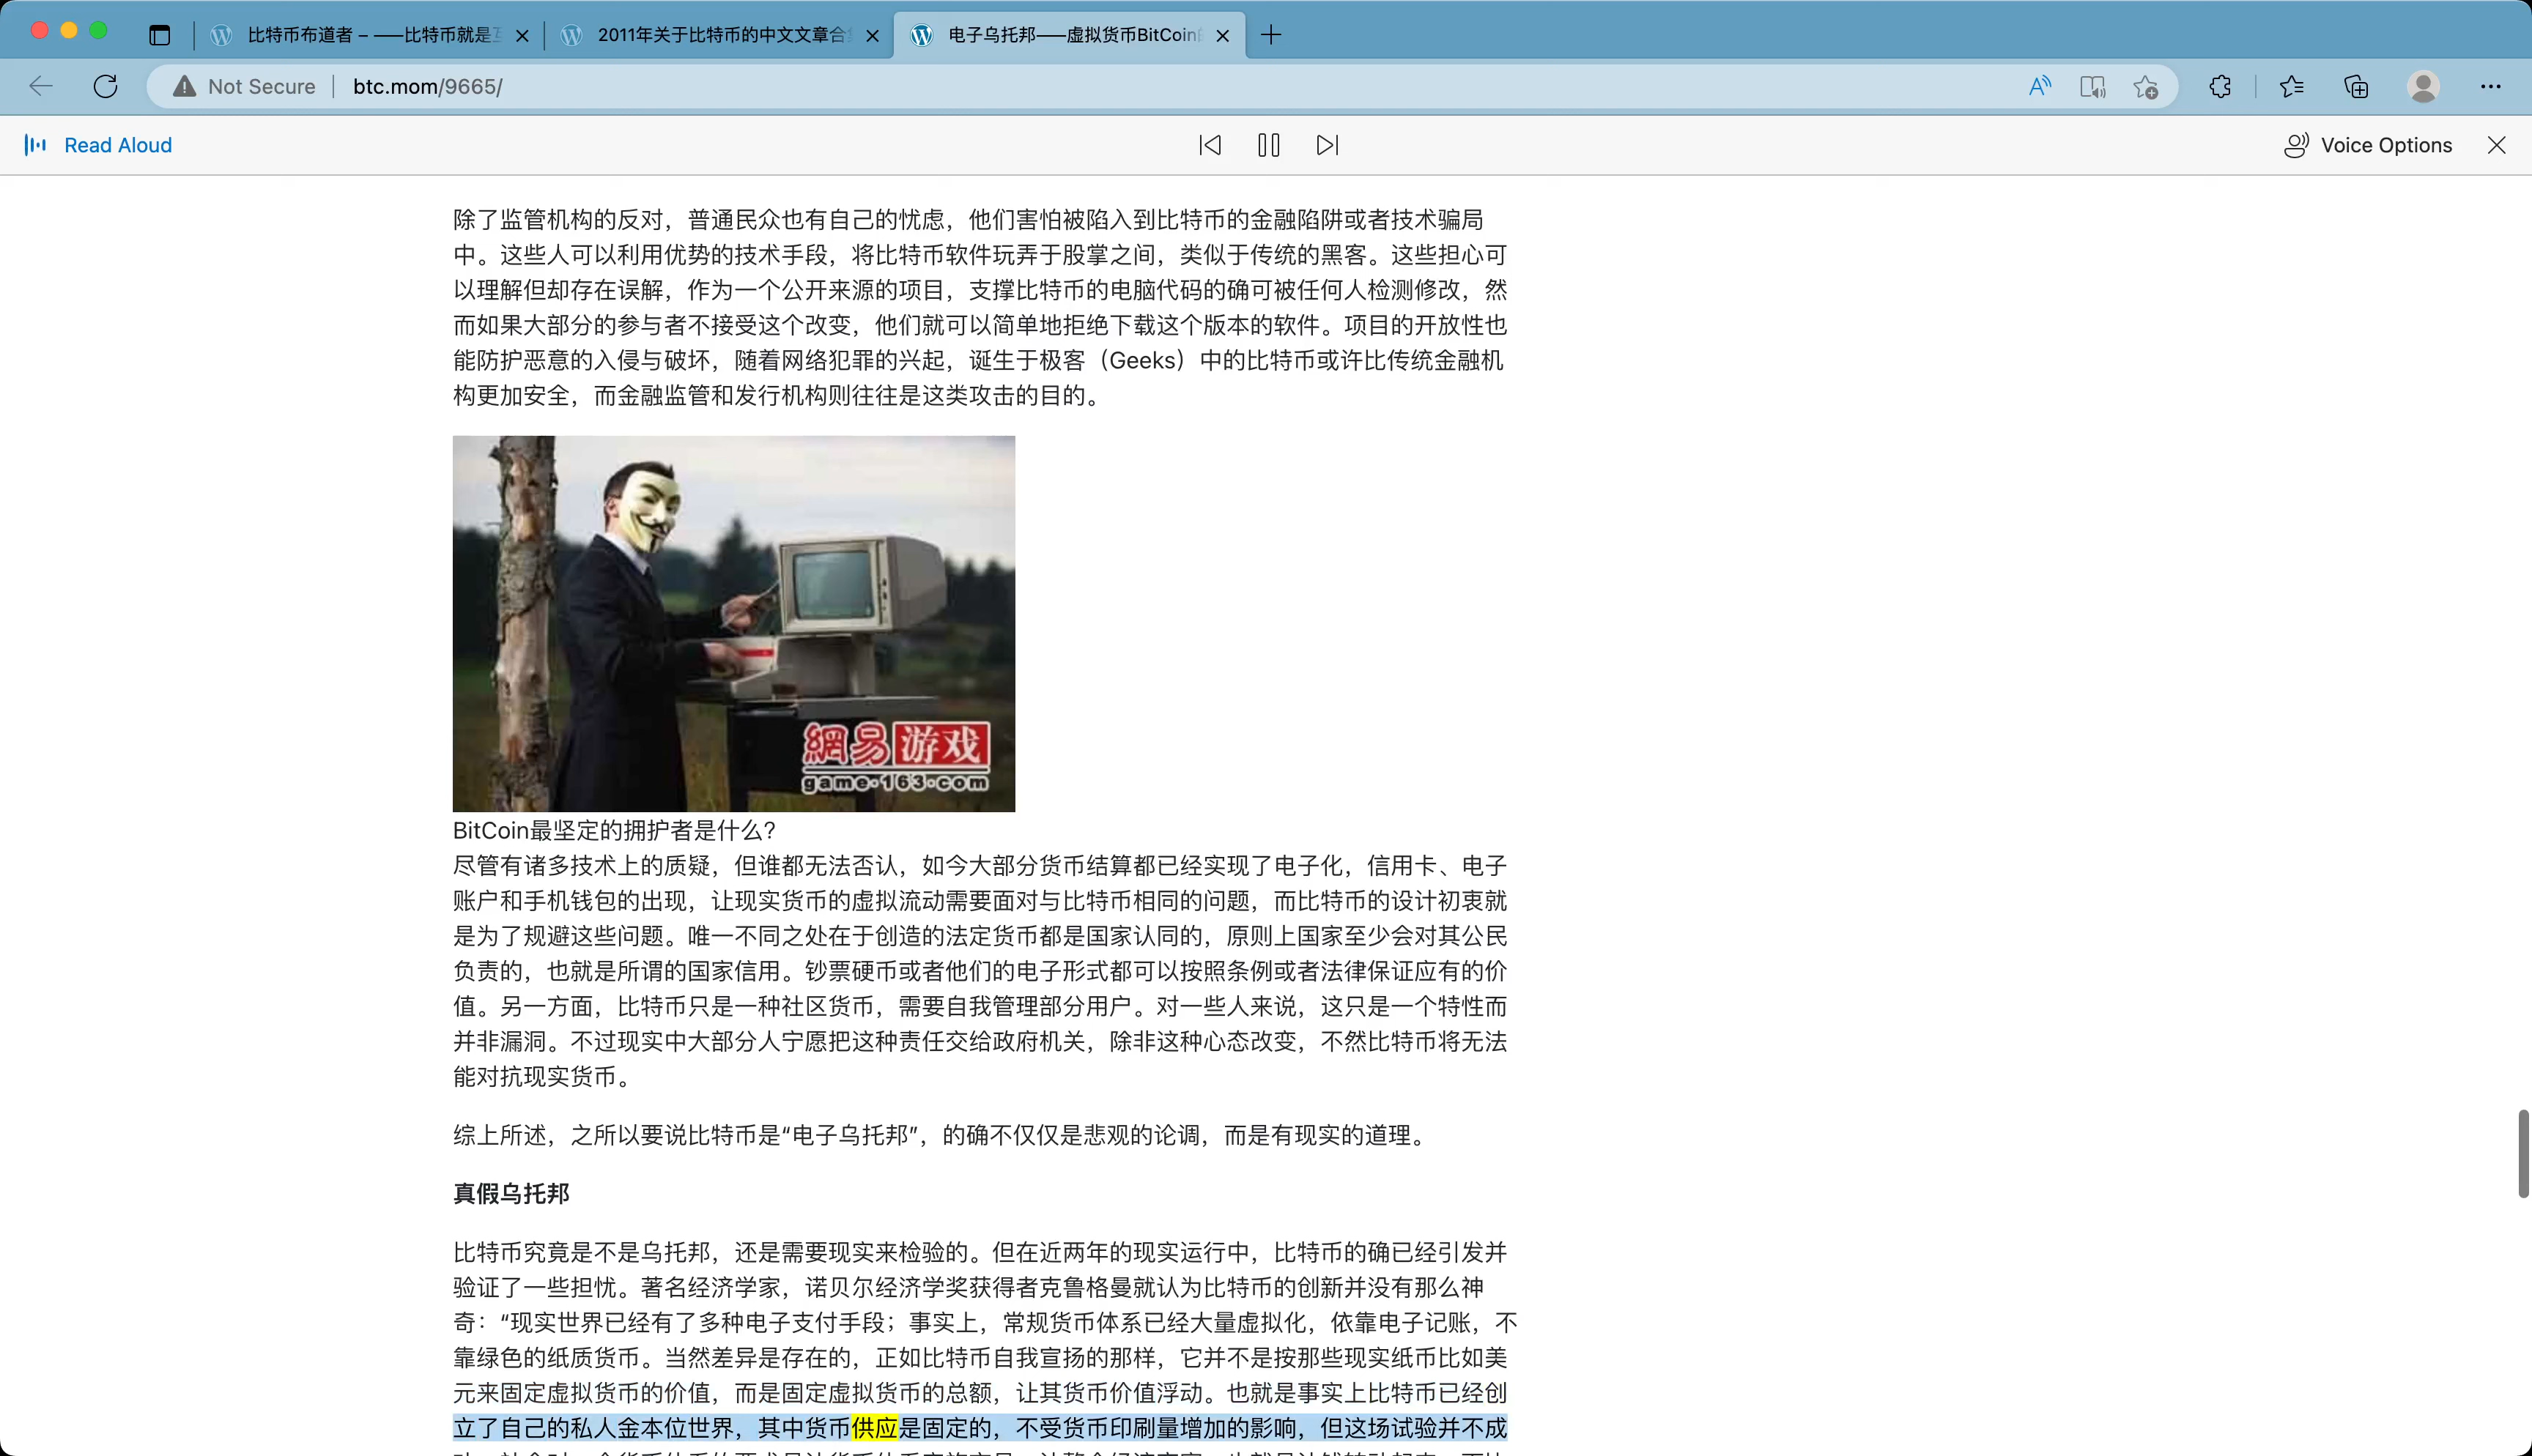 比特币布道者 – ——比特币就是互
2011年关于比特币的中文文章合集
电子乌托邦——虚拟货币BitCoin的
Not Secure
btc.mom/9665/
Read Aloud
Voice Options
除了监管机构的反对，普通民众也有自己的忧虑，他们害怕被陷入到比特币的金融陷阱或者技术骗局
中。这些人可以利用优势的技术手段，将比特币软件玩弄于股掌之间，类似于传统的黑客。这些担心可
以理解但却存在误解，作为一个公开来源的项目，支撑比特币的电脑代码的确可被任何人检测修改，然
而如果大部分的参与者不接受这个改变，他们就可以简单地拒绝下载这个版本的软件。项目的开放性也
能防护恶意的入侵与破坏，随着网络犯罪的兴起，诞生于极客（Geeks）中的比特币或许比传统金融机
构更加安全，而金融监管和发行机构则往往是这类攻击的目的。
網易游戏
game·163·com
BitCoin最坚定的拥护者是什么?
尽管有诸多技术上的质疑，但谁都无法否认，如今大部分货币结算都已经实现了电子化，信用卡、电子
账户和手机钱包的出现，让现实货币的虚拟流动需要面对与比特币相同的问题，而比特币的设计初衷就
是为了规避这些问题。唯一不同之处在于创造的法定货币都是国家认同的，原则上国家至少会对其公民
负责的，也就是所谓的国家信用。钞票硬币或者他们的电子形式都可以按照条例或者法律保证应有的价
值。另一方面，比特币只是一种社区货币，需要自我管理部分用户。对一些人来说，这只是一个特性而
并非漏洞。不过现实中大部分人宁愿把这种责任交给政府机关，除非这种心态改变，不然比特币将无法
能对抗现实货币。
综上所述，之所以要说比特币是“电子乌托邦”，的确不仅仅是悲观的论调，而是有现实的道理。
真假乌托邦
比特币究竟是不是乌托邦，还是需要现实来检验的。但在近两年的现实运行中，比特币的确已经引发并
验证了一些担忧。著名经济学家，诺贝尔经济学奖获得者克鲁格曼就认为比特币的创新并没有那么神
奇：“现实世界已经有了多种电子支付手段；事实上，常规货币体系已经大量虚拟化，依靠电子记账，不
靠绿色的纸质货币。当然差异是存在的，正如比特币自我宣扬的那样，它并不是按那些现实纸币比如美
元来固定虚拟货币的价值，而是固定虚拟货币的总额，让其货币价值浮动。也就是事实上比特币已经创
立了自己的私人金本位世界，其中货币供应是固定的，不受货币印刷量增加的影响，但这场试验并不成